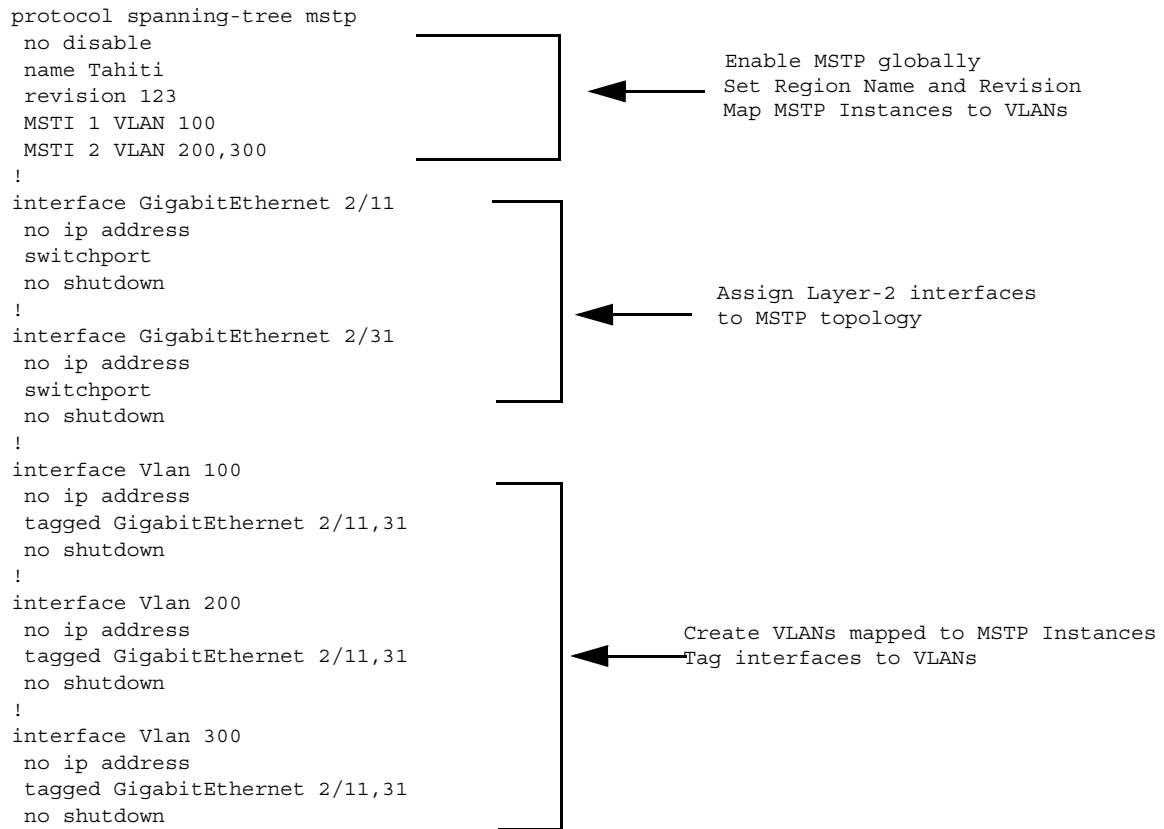 protocol spanning-tree mstp
no disable
name Tahiti
revision 123
MSTI 1 VLAN 100
MSTI 2 VLAN 200,300
!
Enable MSTP globally
Set Region Name and Revision
Map MSTP Instances to VLANs
interface GigabitEthernet 2/11
no ip address
switchport
no shutdown
!
interface GigabitEthernet 2/31
no ip address
switchport
no shutdown
!
Assign Layer-2 interfaces
to MSTP topology
interface Vlan 100
no ip address
tagged GigabitEthernet 2/11,31
no shutdown
!
interface Vlan 200
no ip address
tagged GigabitEthernet 2/11,31
no shutdown
!
interface Vlan 300
no ip address
tagged GigabitEthernet 2/11,31
no shutdown
Create VLANs mapped to MSTP Instances
Tag interfaces to VLANs